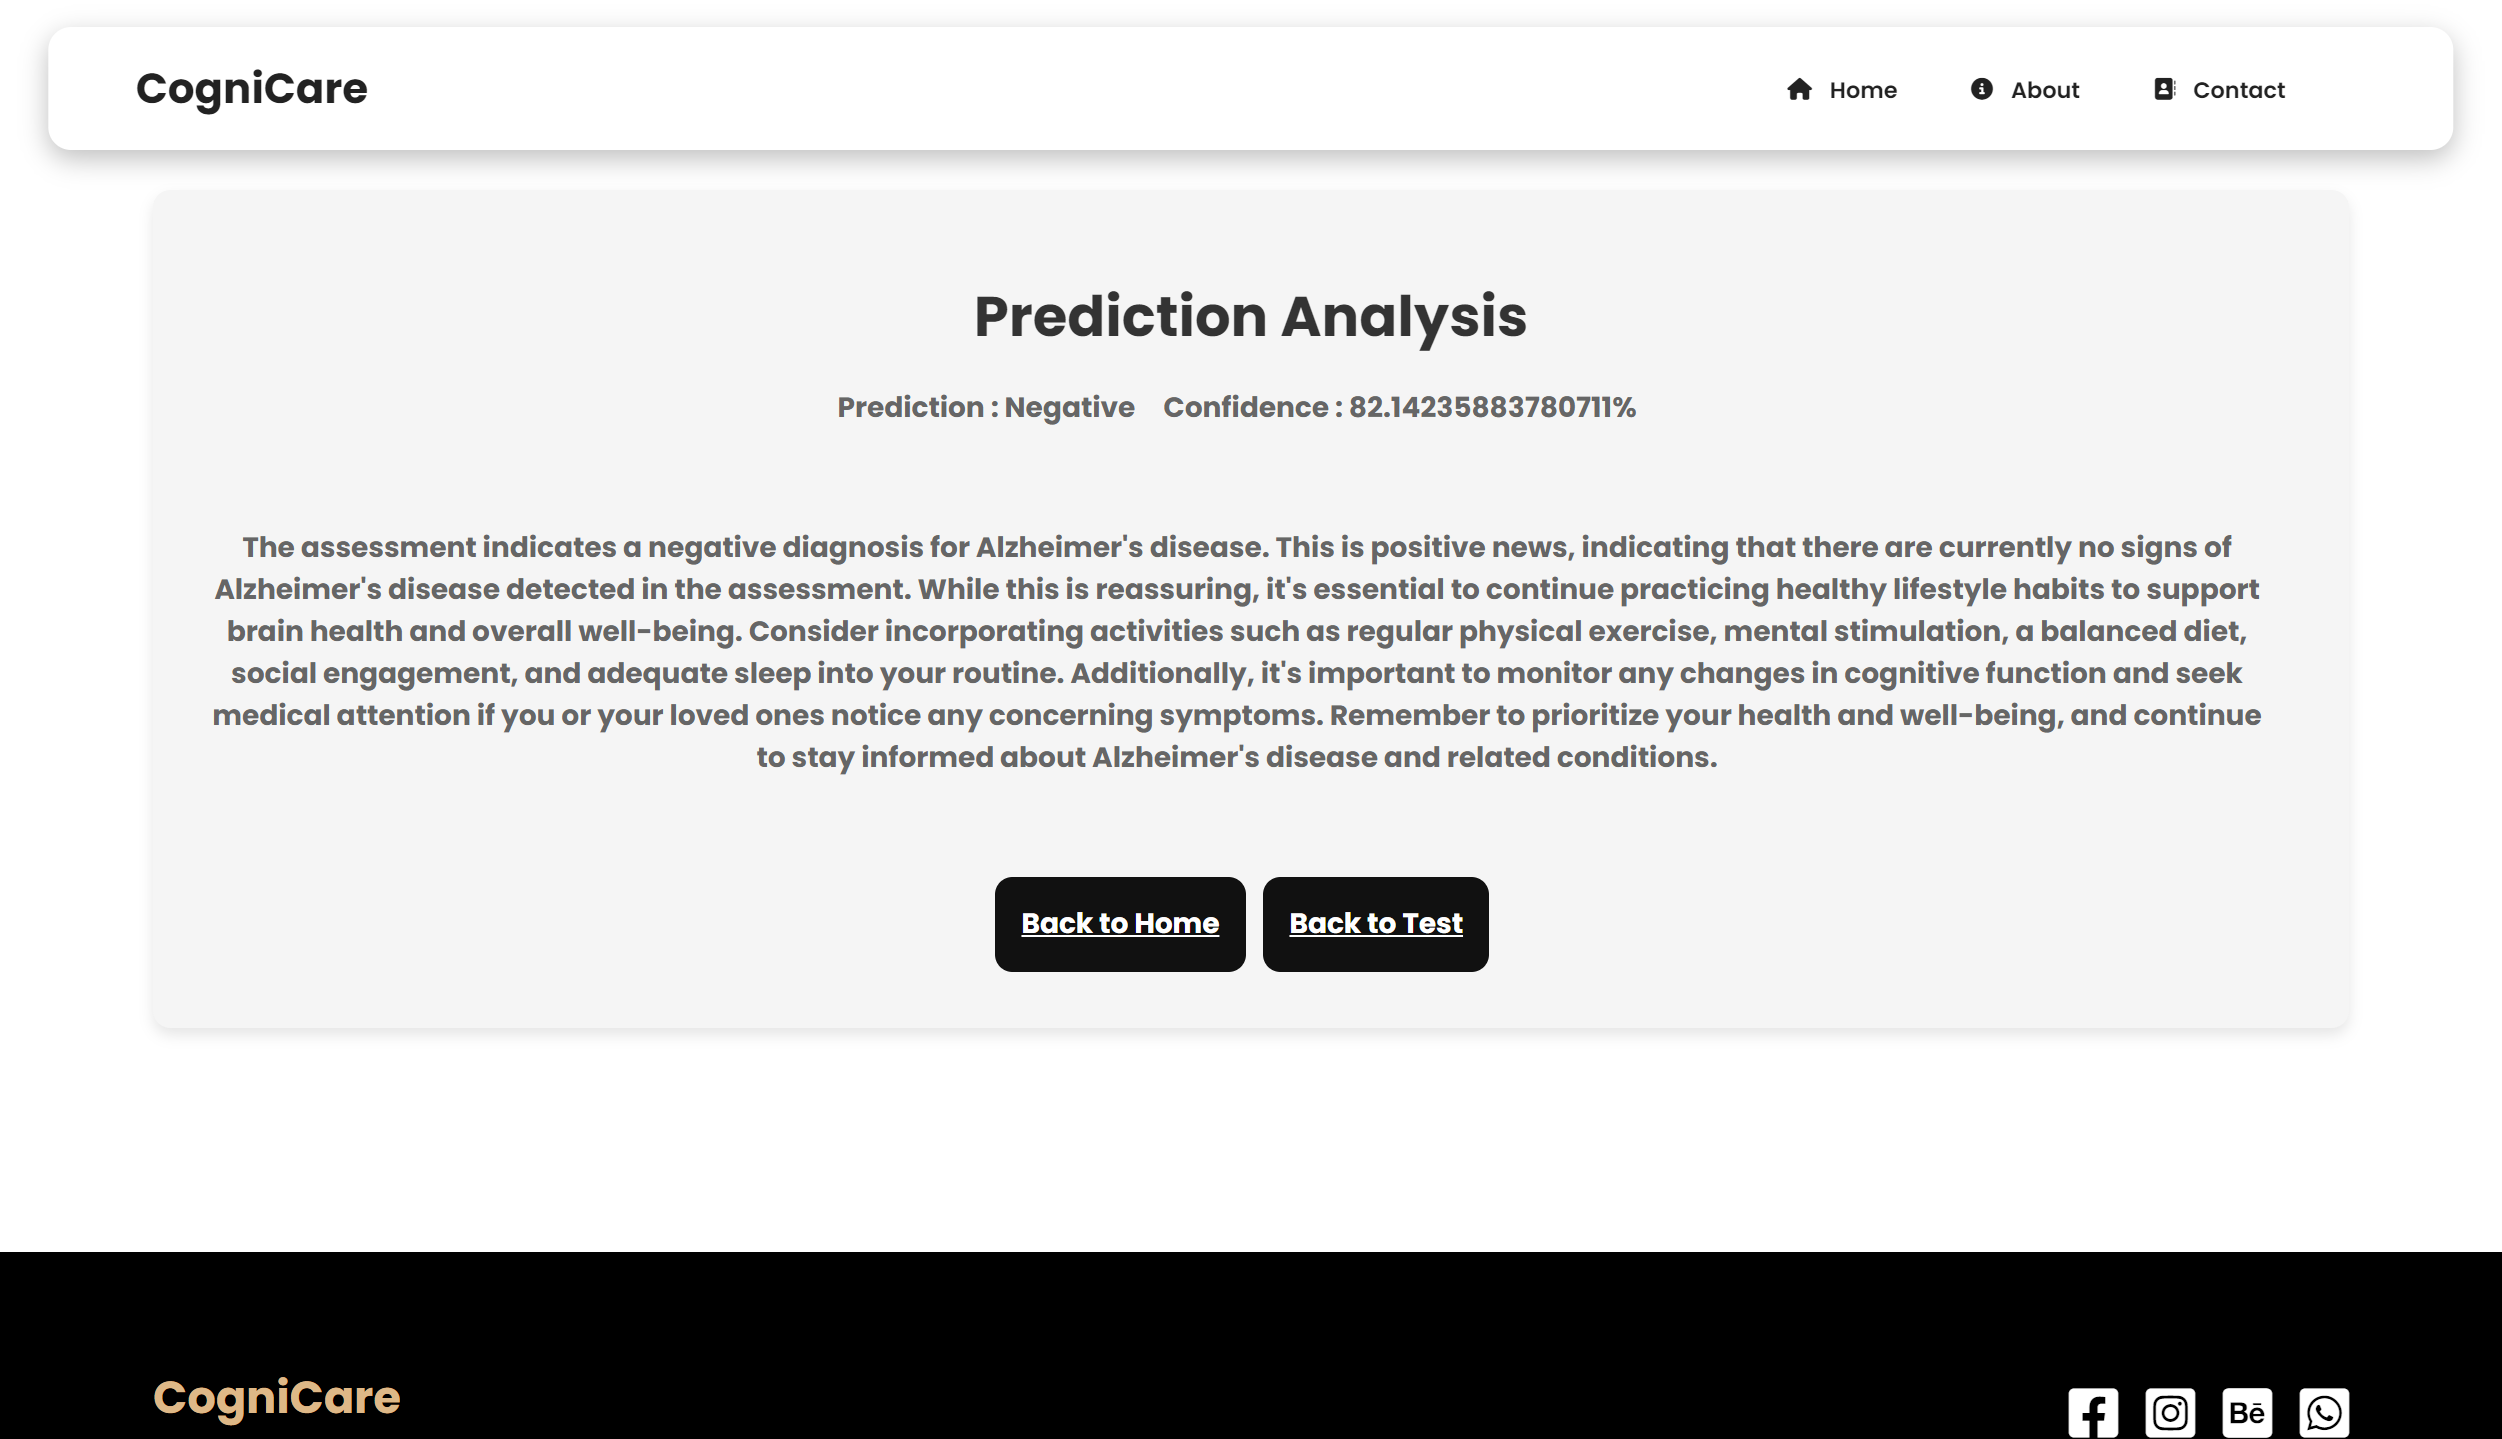 CogniCare
Home
About
Contact
Prediction Analysis
Prediction : Negative Confidence : 82.14235883780711%
The assessment indicates a negative diagnosis for Alzheimer's disease. This is positive news, indicating that there are currently no signs of
Alzheimer's disease detected in the assessment. While this is reassuring, it's essential to continue practicing healthy lifestyle habits to support
brain health and overall well-being. Consider incorporating activities such as regular physical exercise, mental stimulation, a balanced diet,
social engagement, and adequate sleep into your routine. Additionally, it's important to monitor any changes in cognitive function and seek
medical attention if you or your loved ones notice any concerning symptoms. Remember to prioritize your health and well-being, and continue
to stay informed about Alzheimer's disease and related conditions.
Back to Home
Back to Test
CogniCare
Bē